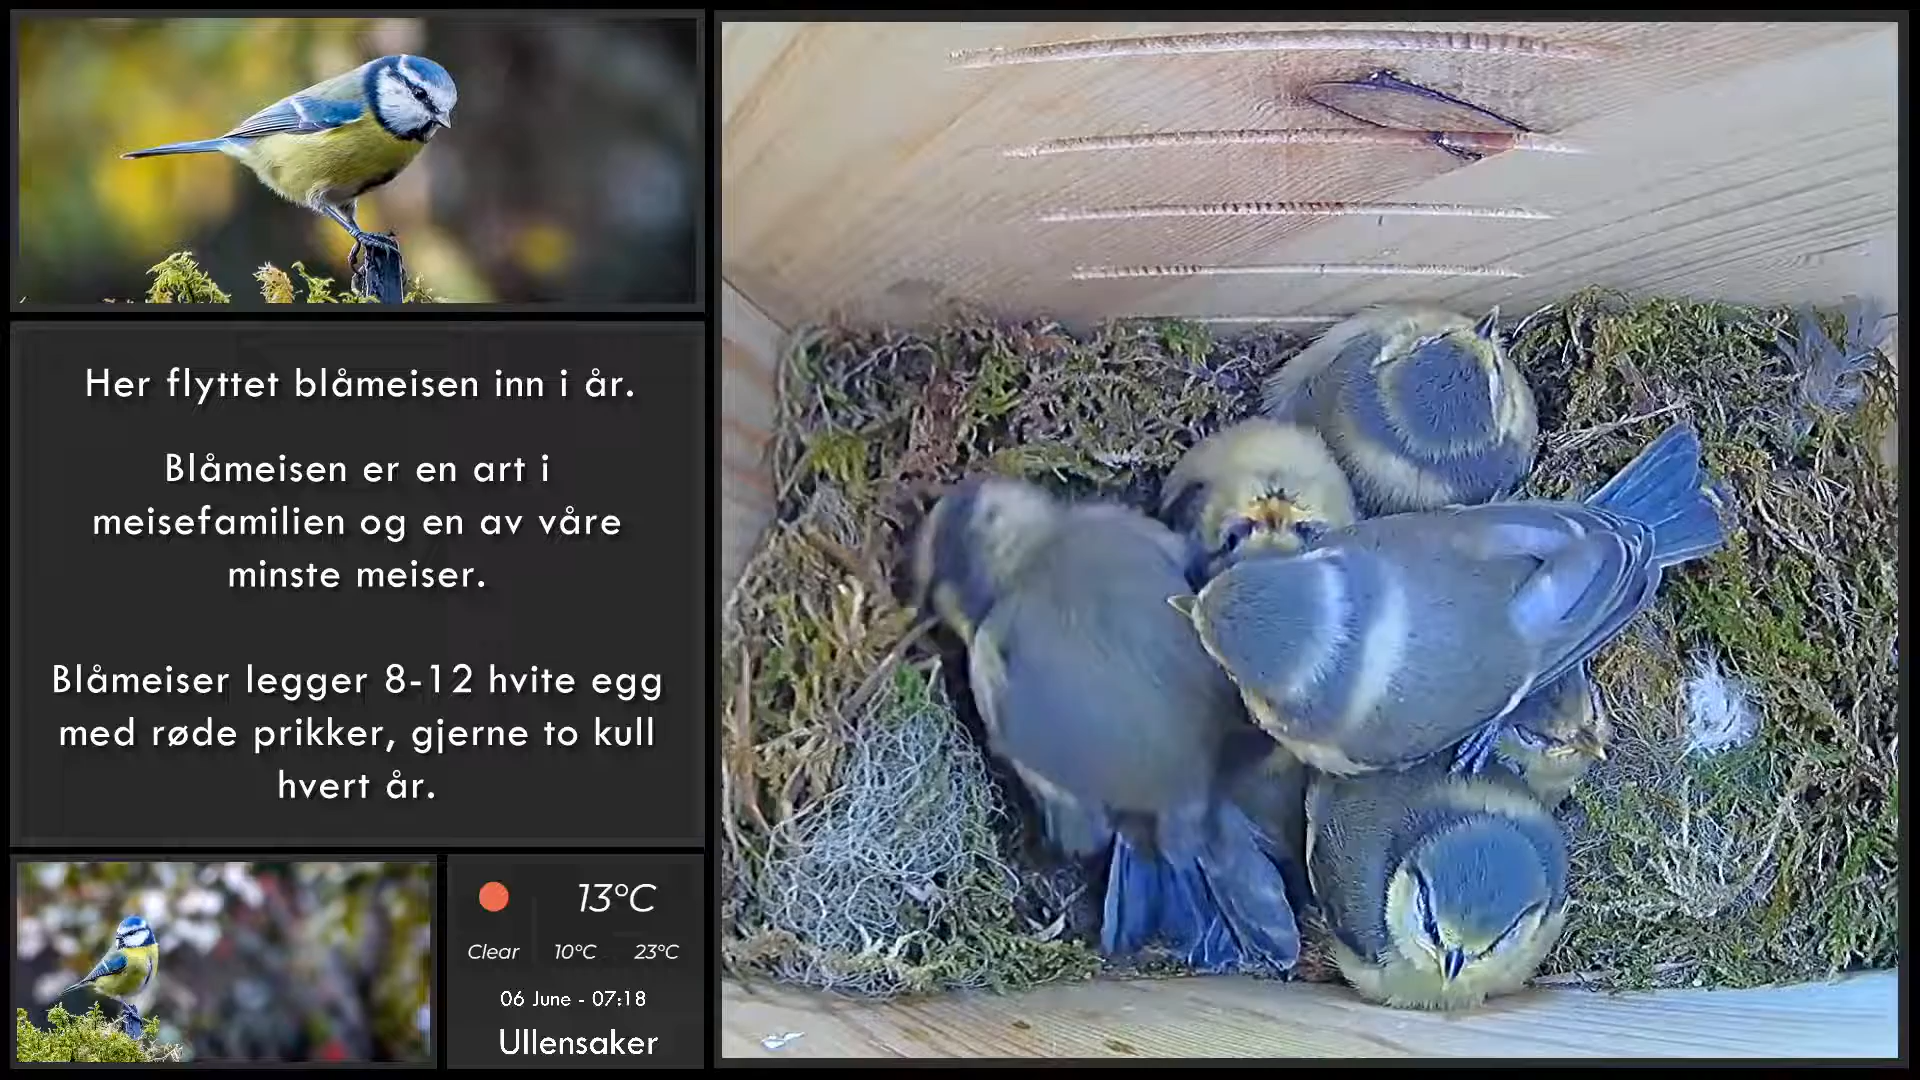 Her flyttet blåmeisen inn i år.
Blåmeisen er en art i
meisefamilien og en av våre
minste meiser.
Blåmeiser legger 8-12 hvite egg
med røde prikker, gjerne to kull
hvert år.
13°C
Clear 10°C 23°C
06 June - 07:18
Ullensaker